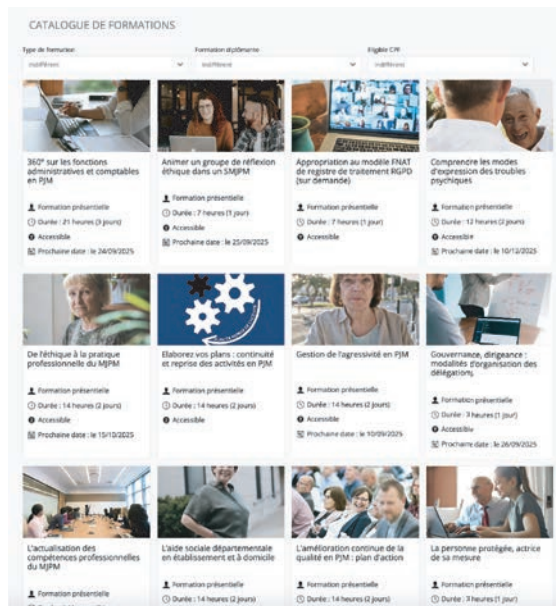 CATALOGUE DE FORMATIONS
Type de formation
Formation diplômante
Eligible CPF
Indifférent
Indifférent
Indifférent
360° sur les fonctions
administratives et comptables
en PJM
Formation présentielle
Durée : 21 heures (3 jours)
Accessible
Prochaine date : le 24/09/2025
Animer un groupe de réflexion
éthique dans un SMJPM
Formation présentielle
Durée : 7 heures (1 jour)
Accessible
Prochaine date : le 25/09/2025
Appropriation au modèle FNAT
de registre de traitement RGPD
(sur demande)
Formation présentielle
Durée : 7 heures (1 jour)
Accessible
Comprendre les modes
d'expression des troubles
psychiques
Formation présentielle
Durée : 12 heures (2 jours)
Accessible
Prochaine date : le 10/12/2025
De l'éthique à la pratique
professionnelle du MJPM
Formation présentielle
Durée : 14 heures (2 jours)
Accessible
Prochaine date : le 15/10/2025
Elaborez vos plans : continuité
et reprise des activités en PJM
Formation présentielle
Durée : 14 heures (2 jours)
Accessible
Gestion de l'agressivité en PJM
Formation présentielle
Durée : 14 heures (2 jours)
Accessible
Prochaine date : le 10/09/2025
Gouvernance, dirigeance :
modalités d'organisation des
délégations
Formation présentielle
Durée : 3 heures (1 jour)
Accessible
Prochaine date : le 26/09/2025
L'actualisation des
compétences professionnelles
du MJPM
Formation présentielle
L'aide sociale départementale
en établissement et à domicile
Formation présentielle
Durée : 14 heures (2 jours)
L'amélioration continue de la
qualité en PJM : plan d'action
Formation présentielle
Durée : 14 heures (2 jours)
La personne protégée, actrice
de sa mesure
Formation présentielle
Durée : 3 heures (1 jour)